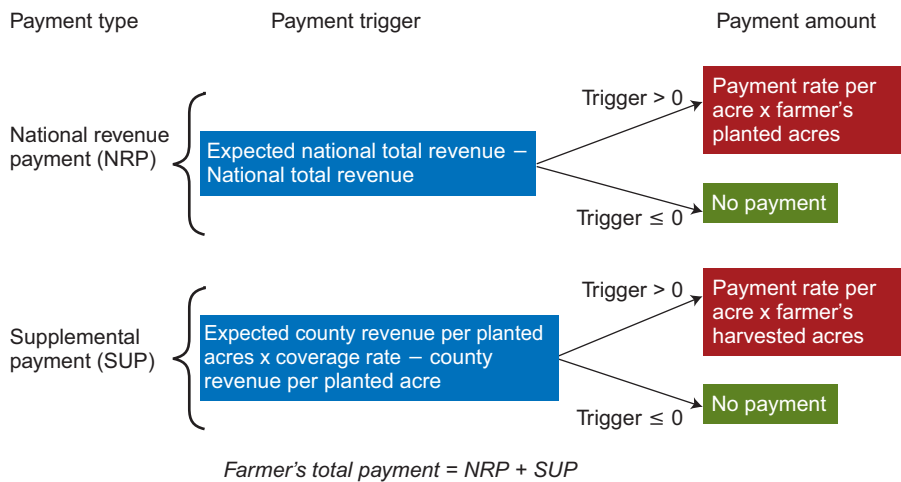 Payment type
Payment trigger
Payment amount
National revenue
payment (NRP)
Expected national total revenue –
National total revenue
Trigger > 0
Payment rate per
acre x farmer's
planted acres
Trigger ≤ 0
No payment
Supplemental
payment (SUP)
Expected county revenue per planted
acres x coverage rate – county
revenue per planted acre
Trigger > 0
Payment rate per
acre x farmer's
harvested acres
Trigger ≤ 0
No payment
Farmer's total payment = NRP + SUP